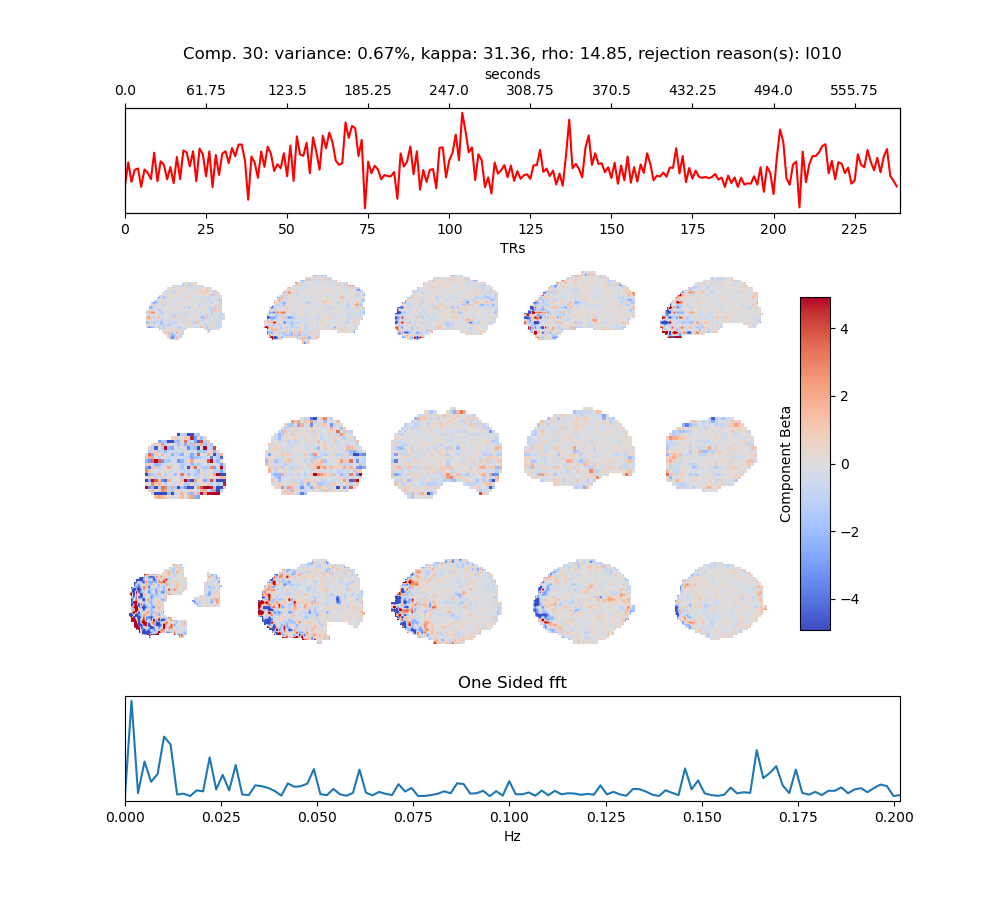 Comp. 30: variance: 0.67%, kappa: 31.36, rho: 14.85, rejection reason(s): I010
seconds
0.0 61.75 123.5 185.25 247.0 308.75 370.5 432.25 494.0 555.75
0 25 50 75 100 125 150 175 200 225
TRs
4
2
0
−2
−4
Component Beta
One Sided fft
0.000 0.025 0.050 0.075 0.100 0.125 0.150 0.175 0.200
Hz